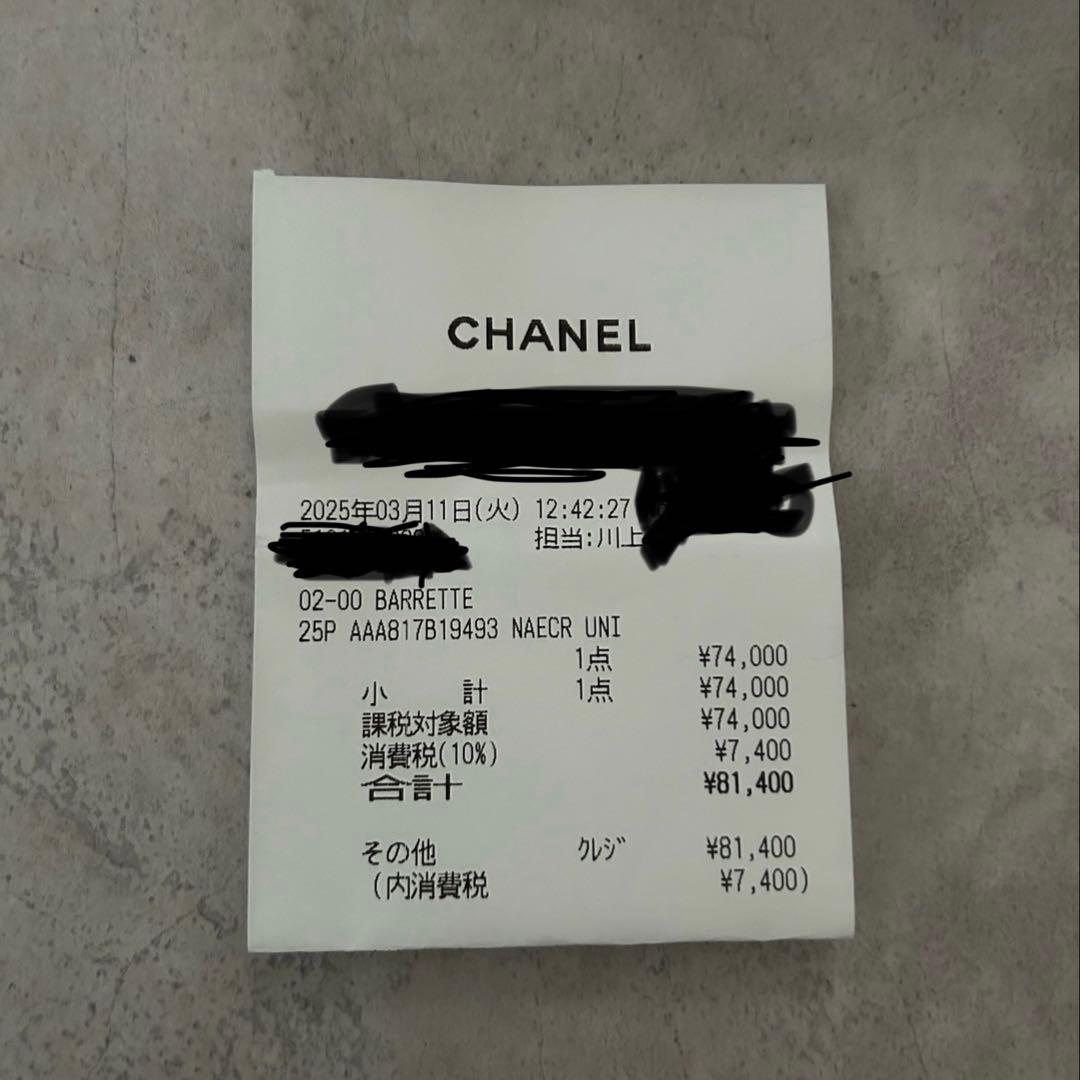 CHANEL
2025年03月11日(火) 12:42:27
担当:川上
02-00 BARRETTE
25P AAA817B19493 NAECR UNI
1点 ¥74,000
小 計 1点 ¥74,000
課税対象額 ¥74,000
消費税(10%) ¥7,400
合計 ¥81,400
その他 ｸﾚｼﾞ ¥81,400
(内消費税 ¥7,400)